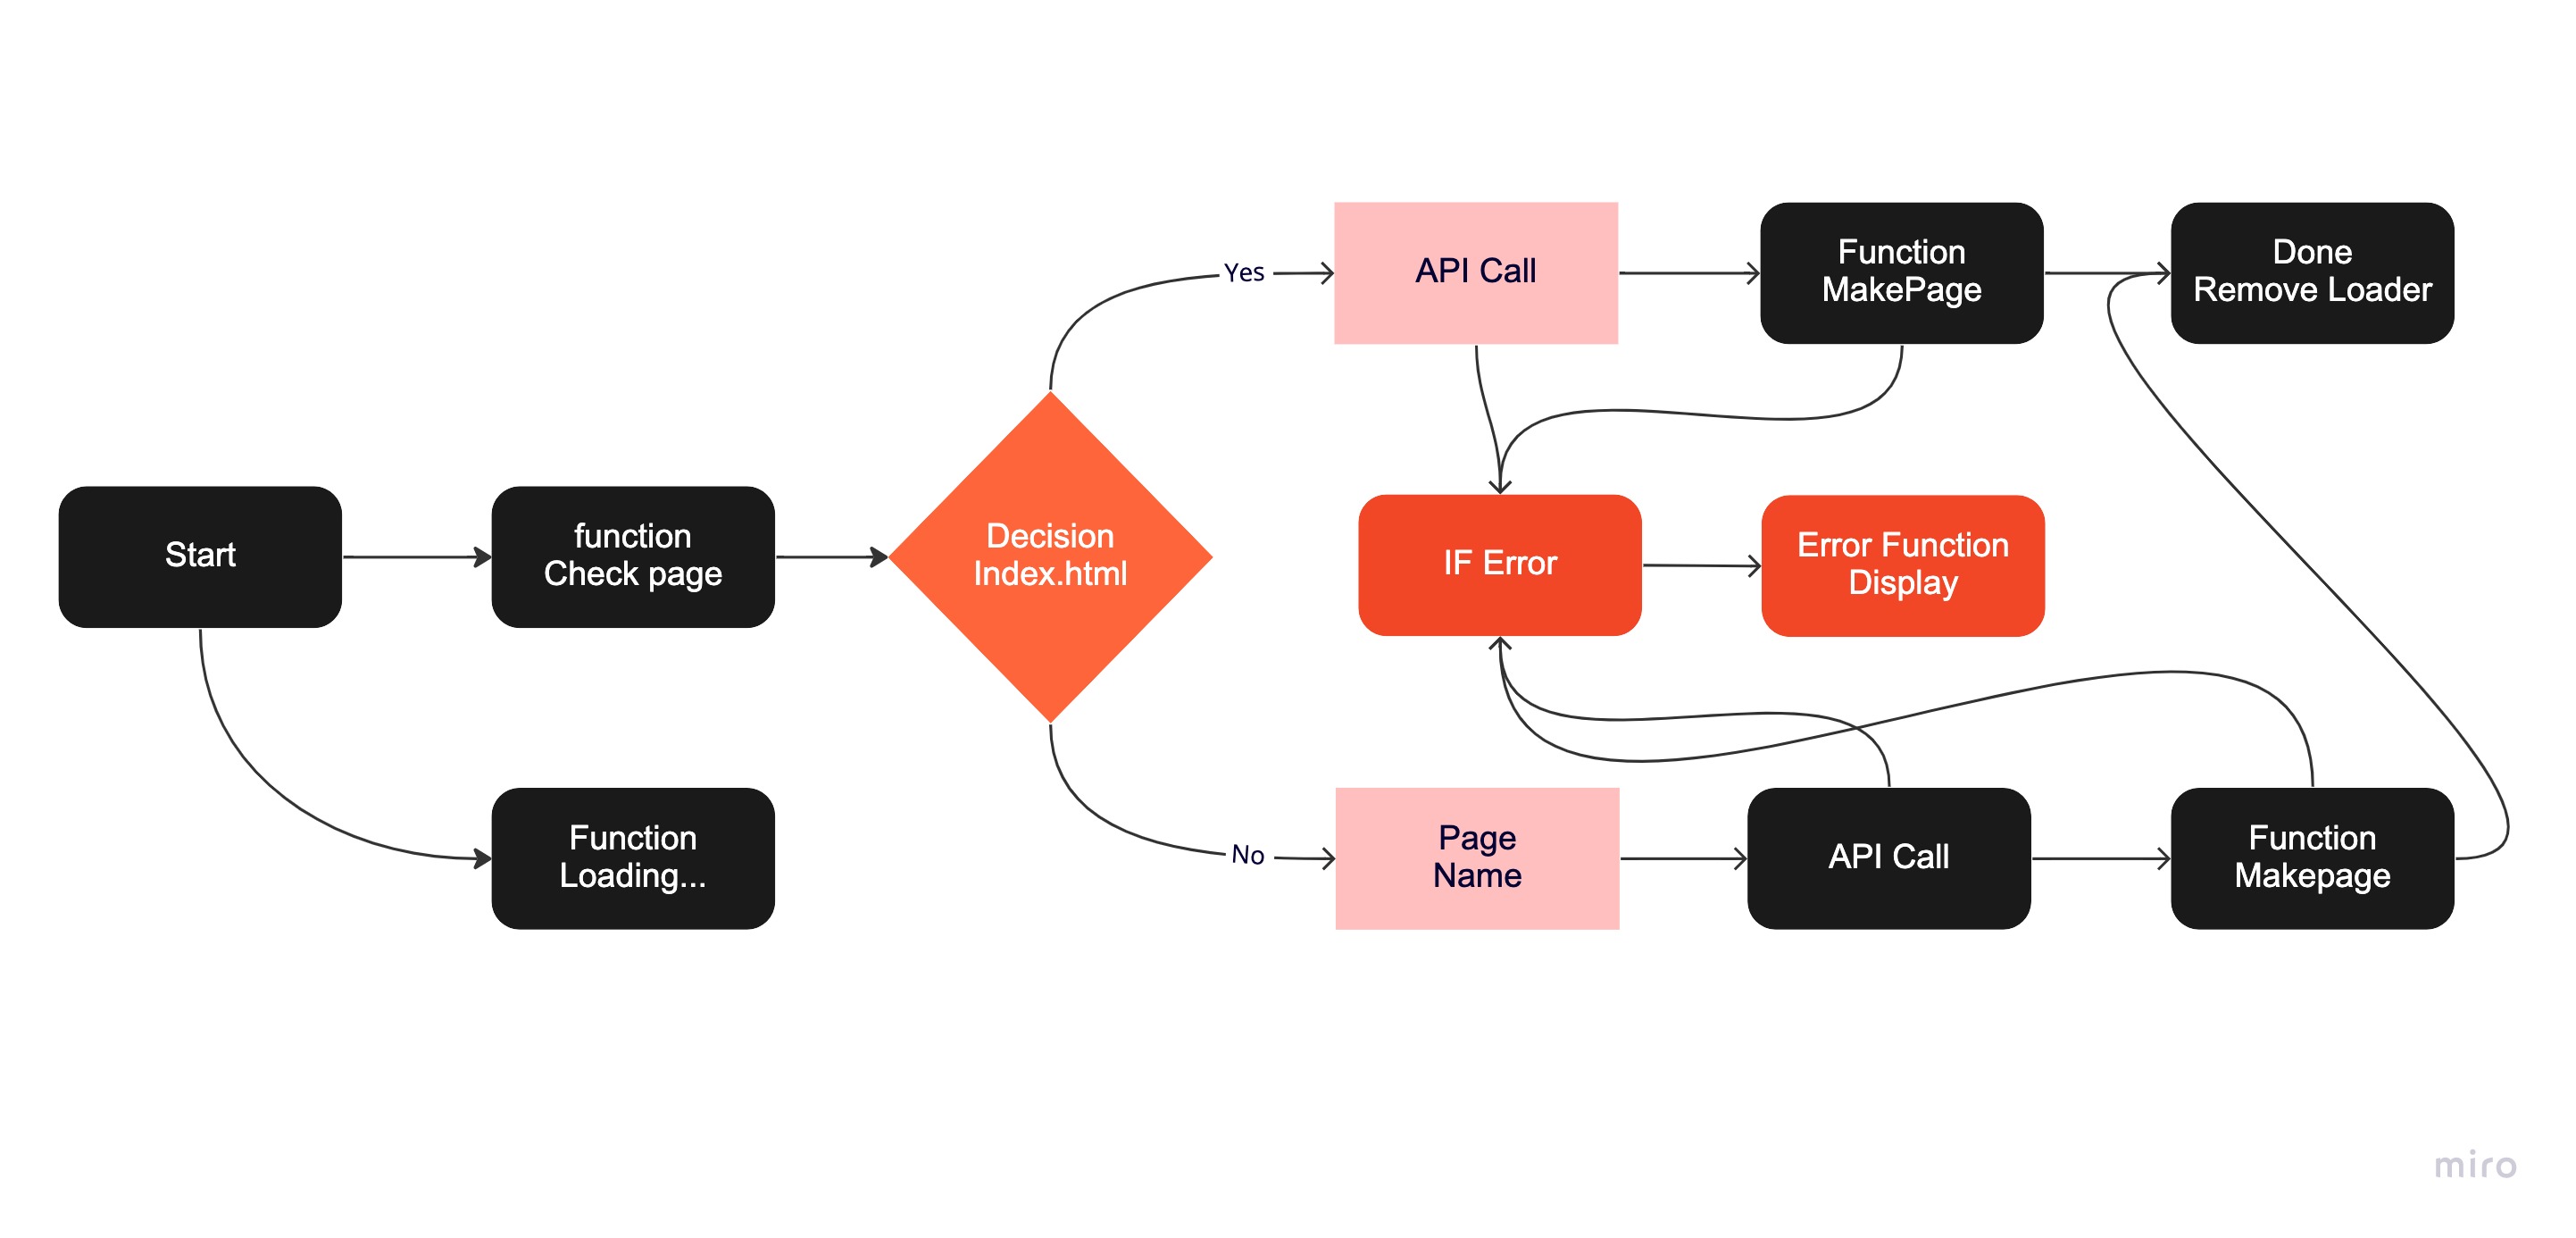 Start
function
Check page
Function
Loading...
Decision
Index.html
Yes
API Call
Function
MakePage
Done
Remove Loader
IF Error
Error Function
Display
No
Page
Name
API Call
Function
Makepage
miro